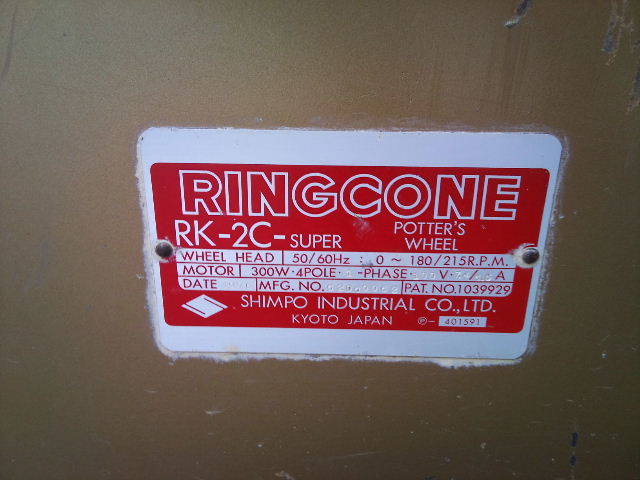 RINGCONE
RK-2C-SUPER POTTER'S WHEEL
WHEEL HEAD 50/60Hz : 0 ~ 180/215R.P.M.
MOTOR 300W·4POLE· -PHASE· V· A
DATE MFG. NO. PAT. NO.1039929
SHIMPO INDUSTRIAL CO., LTD.
KYOTO JAPAN ℗- 401591